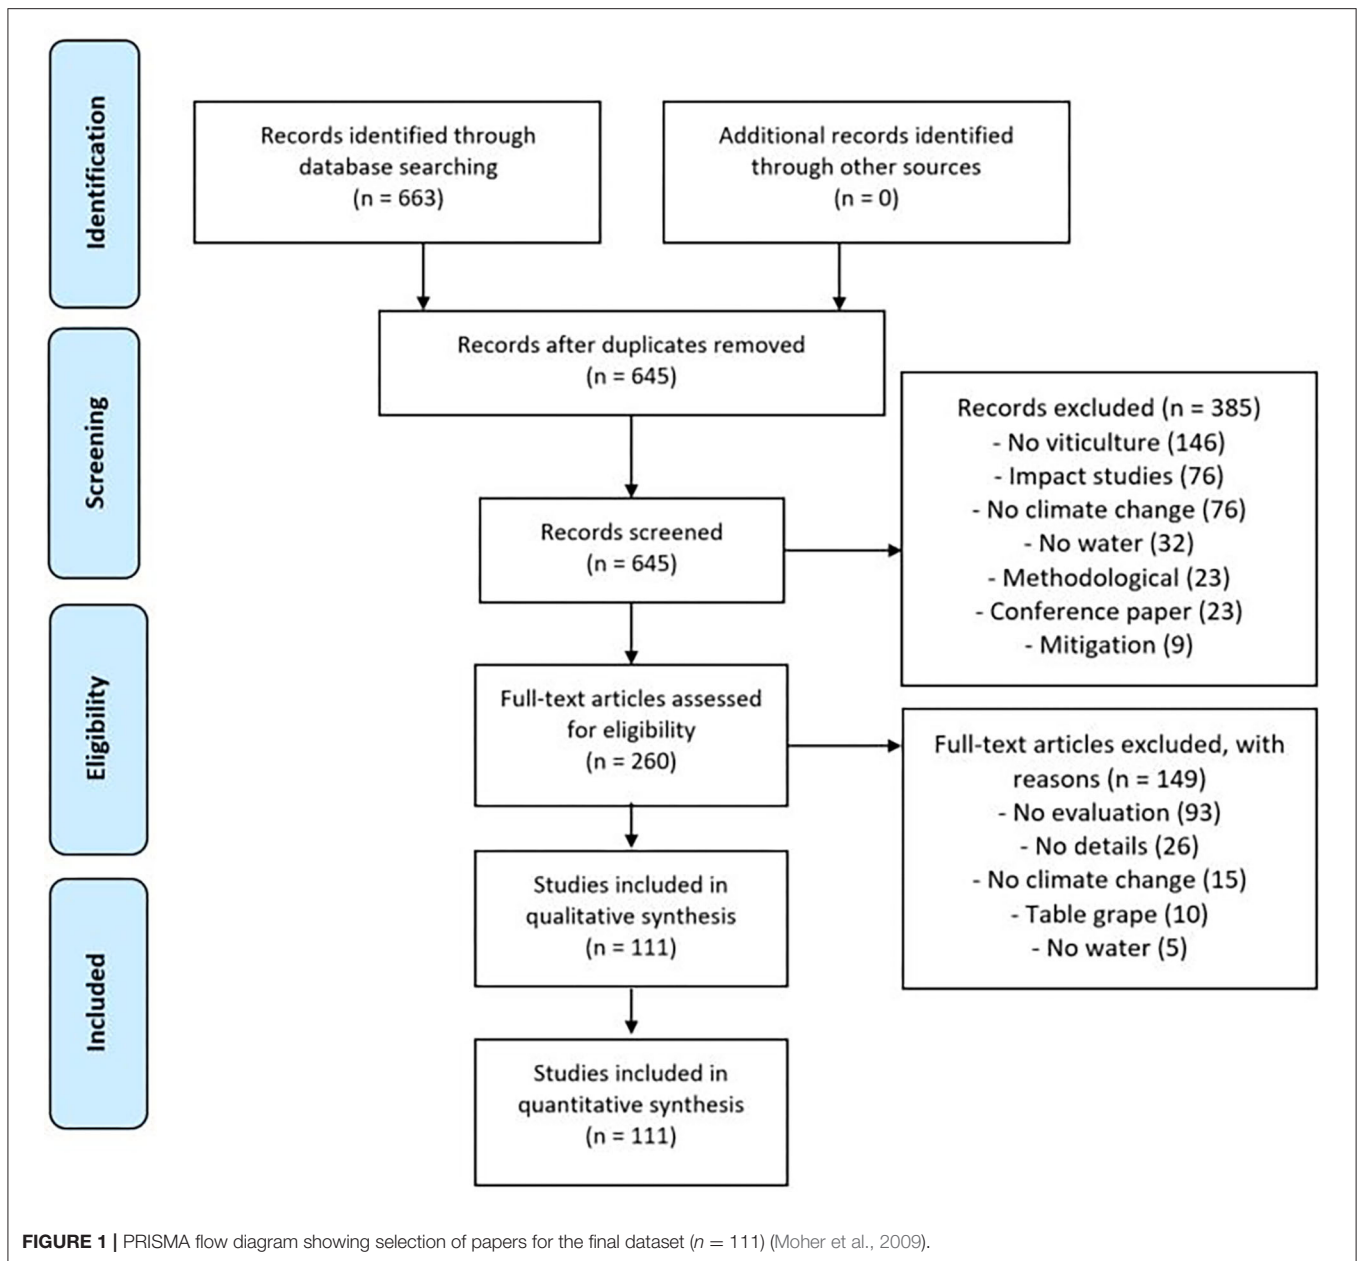 Identification
Records identified through
database searching
(n = 663)
Additional records identified
through other sources
(n = 0)
Records after duplicates removed
(n = 645)
Screening
Records screened
(n = 645)
Records excluded (n = 385)
- No viticulture (146)
- Impact studies (76)
- No climate change (76)
- No water (32)
- Methodological (23)
- Conference paper (23)
- Mitigation (9)
Eligibility
Full-text articles assessed
for eligibility
(n = 260)
Full-text articles excluded, with
reasons (n = 149)
- No evaluation (93)
- No details (26)
- No climate change (15)
- Table grape (10)
- No water (5)
Included
Studies included in
qualitative synthesis
(n = 111)
Studies included in
quantitative synthesis
(n = 111)
FIGURE 1 | PRISMA flow diagram showing selection of papers for the final dataset (n = 111) (Moher et al., 2009).